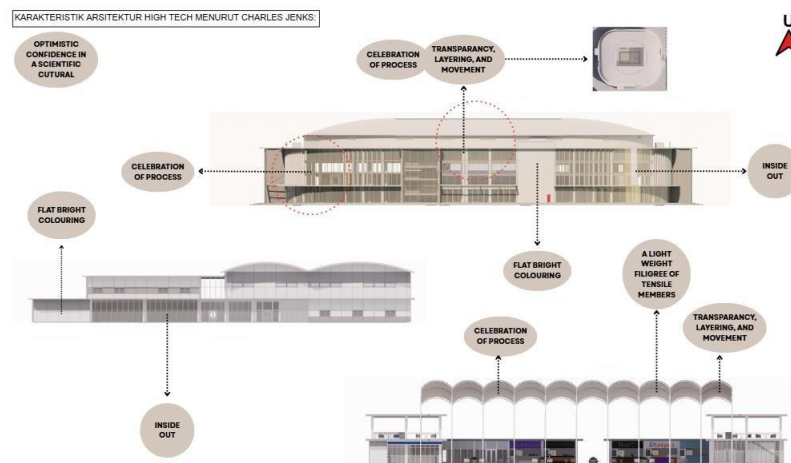 KARAKTERISTIK ARSITEKTUR HIGH TECH MENURUT CHARLES JENKS:
U
OPTIMISTIC
CONFIDENCE IN
A SCIENTIFIC
CUTURAL
CELEBRATION
OF PROCESS
TRANSPARANCY,
LAYERING, AND
MOVEMENT
CELEBRATION
OF PROCESS
INSIDE
OUT
FLAT BRIGHT
COLOURING
FLAT BRIGHT
COLOURING
A LIGHT
WEIGHT
FILIGREE OF
TENSILE
MEMBERS
TRANSPARANCY,
LAYERING, AND
MOVEMENT
CELEBRATION
OF PROCESS
INSIDE
OUT